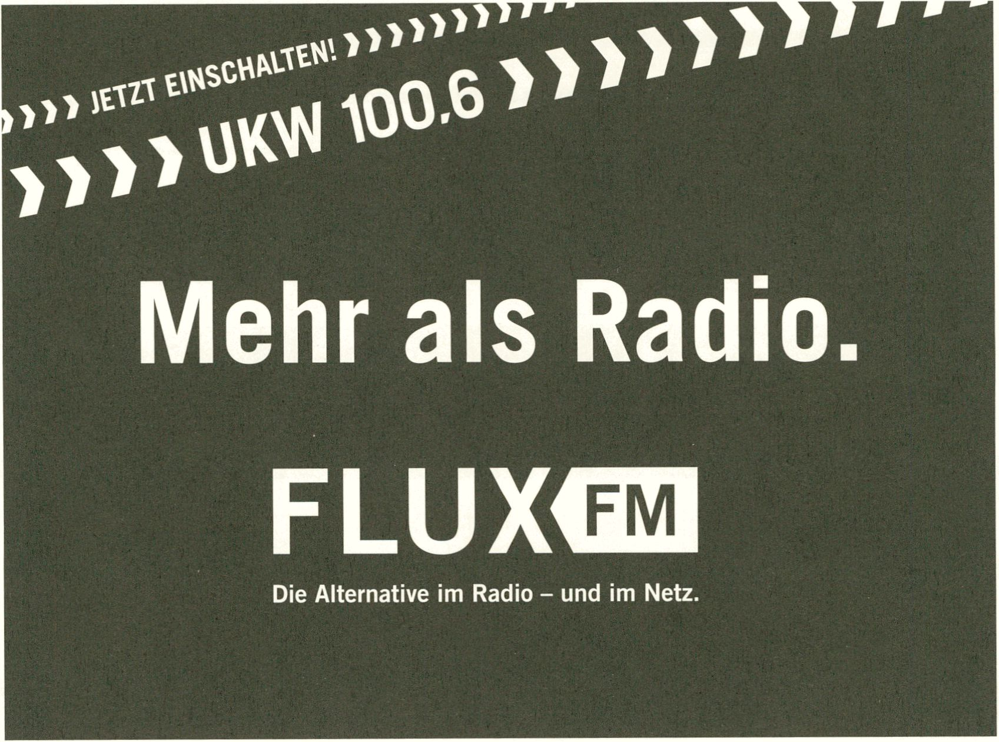 JETZT EINSCHALTEN!
UKW 100.6
Mehr als Radio.
FLUX FM
Die Alternative im Radio – und im Netz.